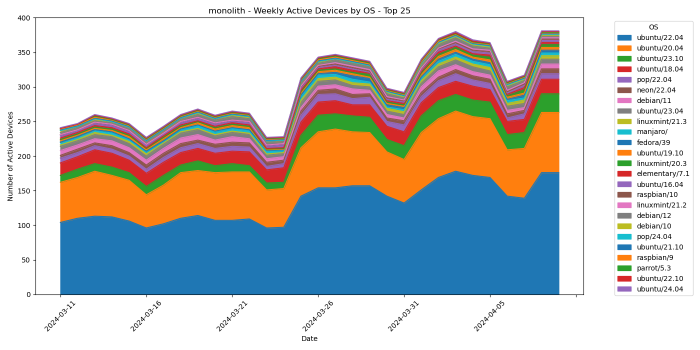 monolith - Weekly Active Devices by OS - Top 25
400
350
300
250
200
150
100
50
0
Number of Active Devices
2024-03-11
2024-03-16
2024-03-21
2024-03-26
2024-03-31
2024-04-05
Date
OS
ubuntu/22.04
ubuntu/20.04
ubuntu/23.10
ubuntu/18.04
pop/22.04
neon/22.04
debian/11
ubuntu/23.04
linuxmint/21.3
manjaro/
fedora/39
ubuntu/19.10
linuxmint/20.3
elementary/7.1
ubuntu/16.04
raspbian/10
linuxmint/21.2
debian/12
debian/10
pop/24.04
ubuntu/21.10
raspbian/9
parrot/5.3
ubuntu/22.10
ubuntu/24.04